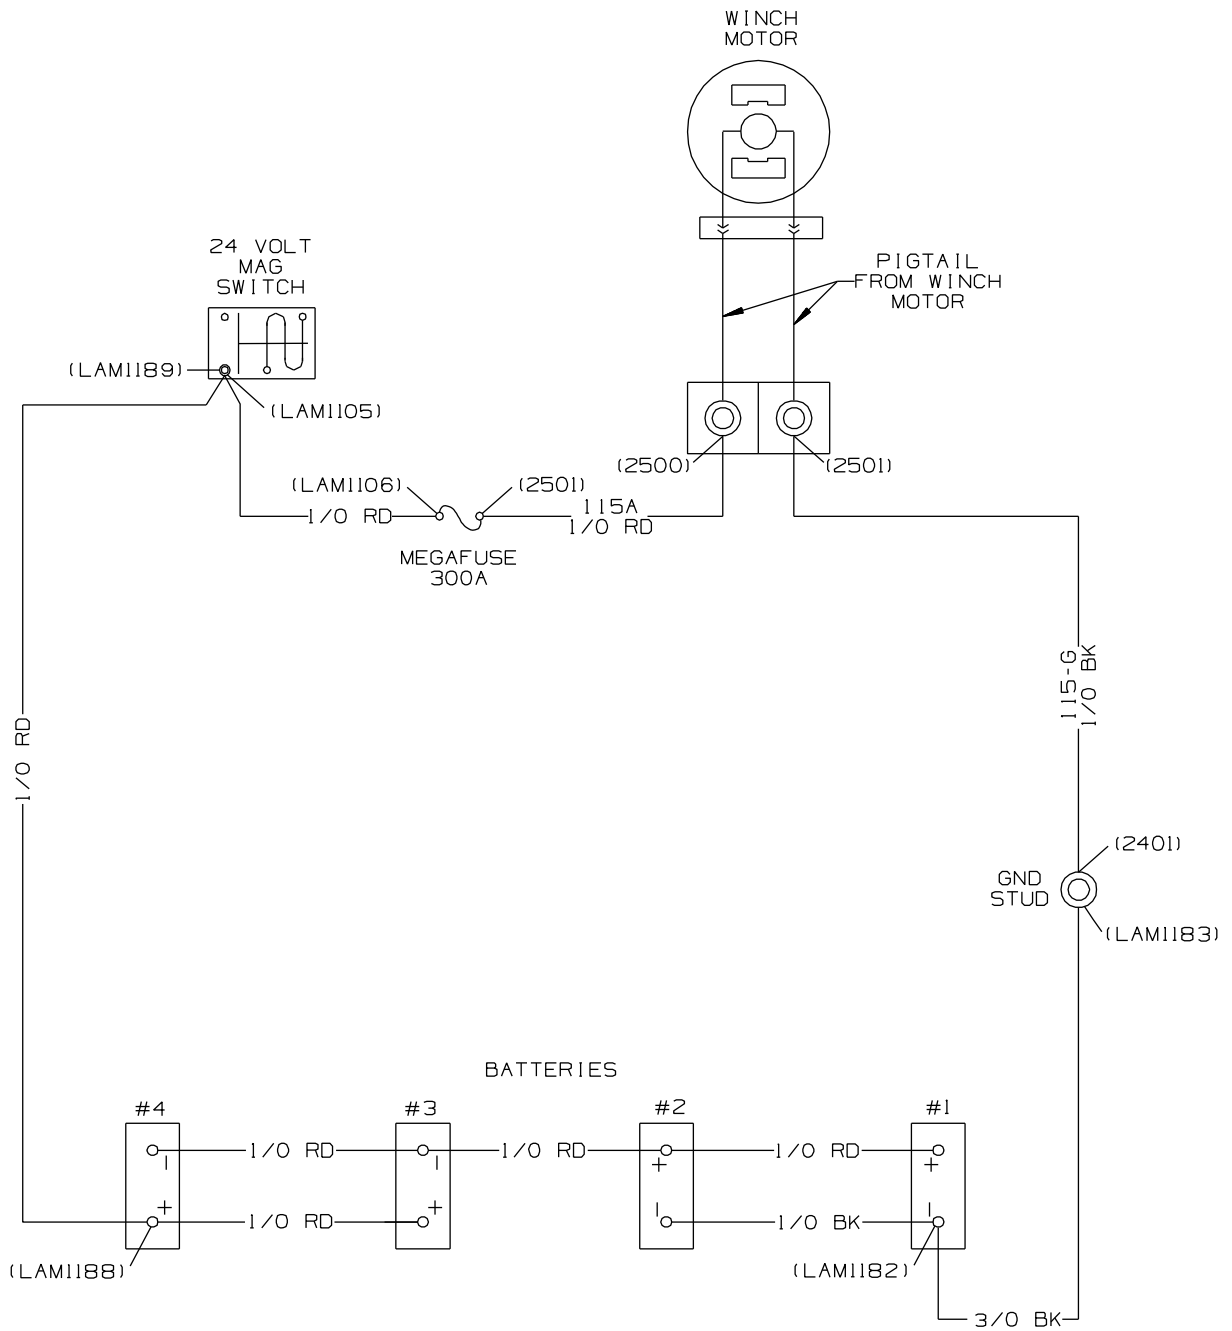 WINCH
MOTOR
24 VOLT
MAG
SWITCH
PIGTAIL
FROM WINCH
MOTOR
(LAM1189)
(LAM1105)
(2500)
(2501)
(LAM1106)
(2501)
1/0 RD
115A
1/0 RD
MEGAFUSE
300A
115-G
1/0 BK
1/0 RD
(2401)
GND
STUD
(LAM1183)
BATTERIES
#4
#3
#2
#1
1/0 RD
1/0 RD
1/0 RD
- - + +
+ + - -
1/0 RD
1/0 BK
(LAM1188)
(LAM1182)
3/0 BK